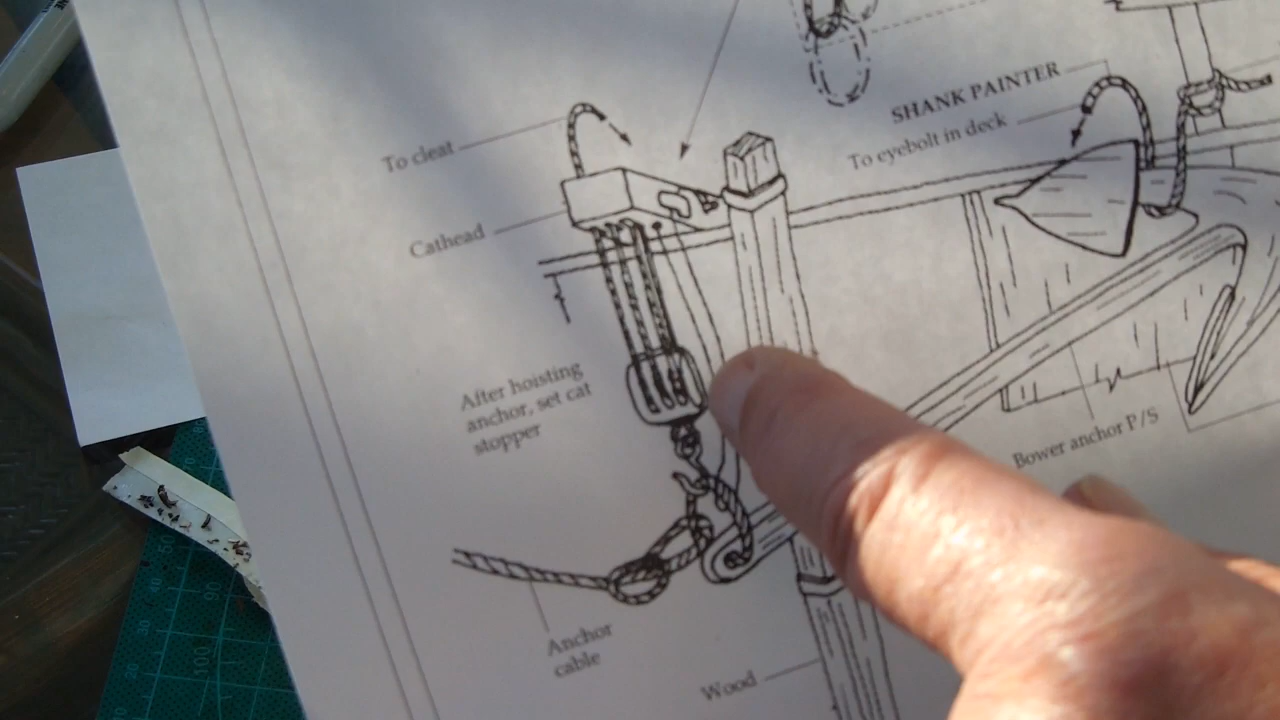 SHANK PAINTER
To eyebolt in deck
To cleat
Cathead
After hoisting
anchor, set cat
stopper
Bower anchor P/S
Anchor
cable
Wood